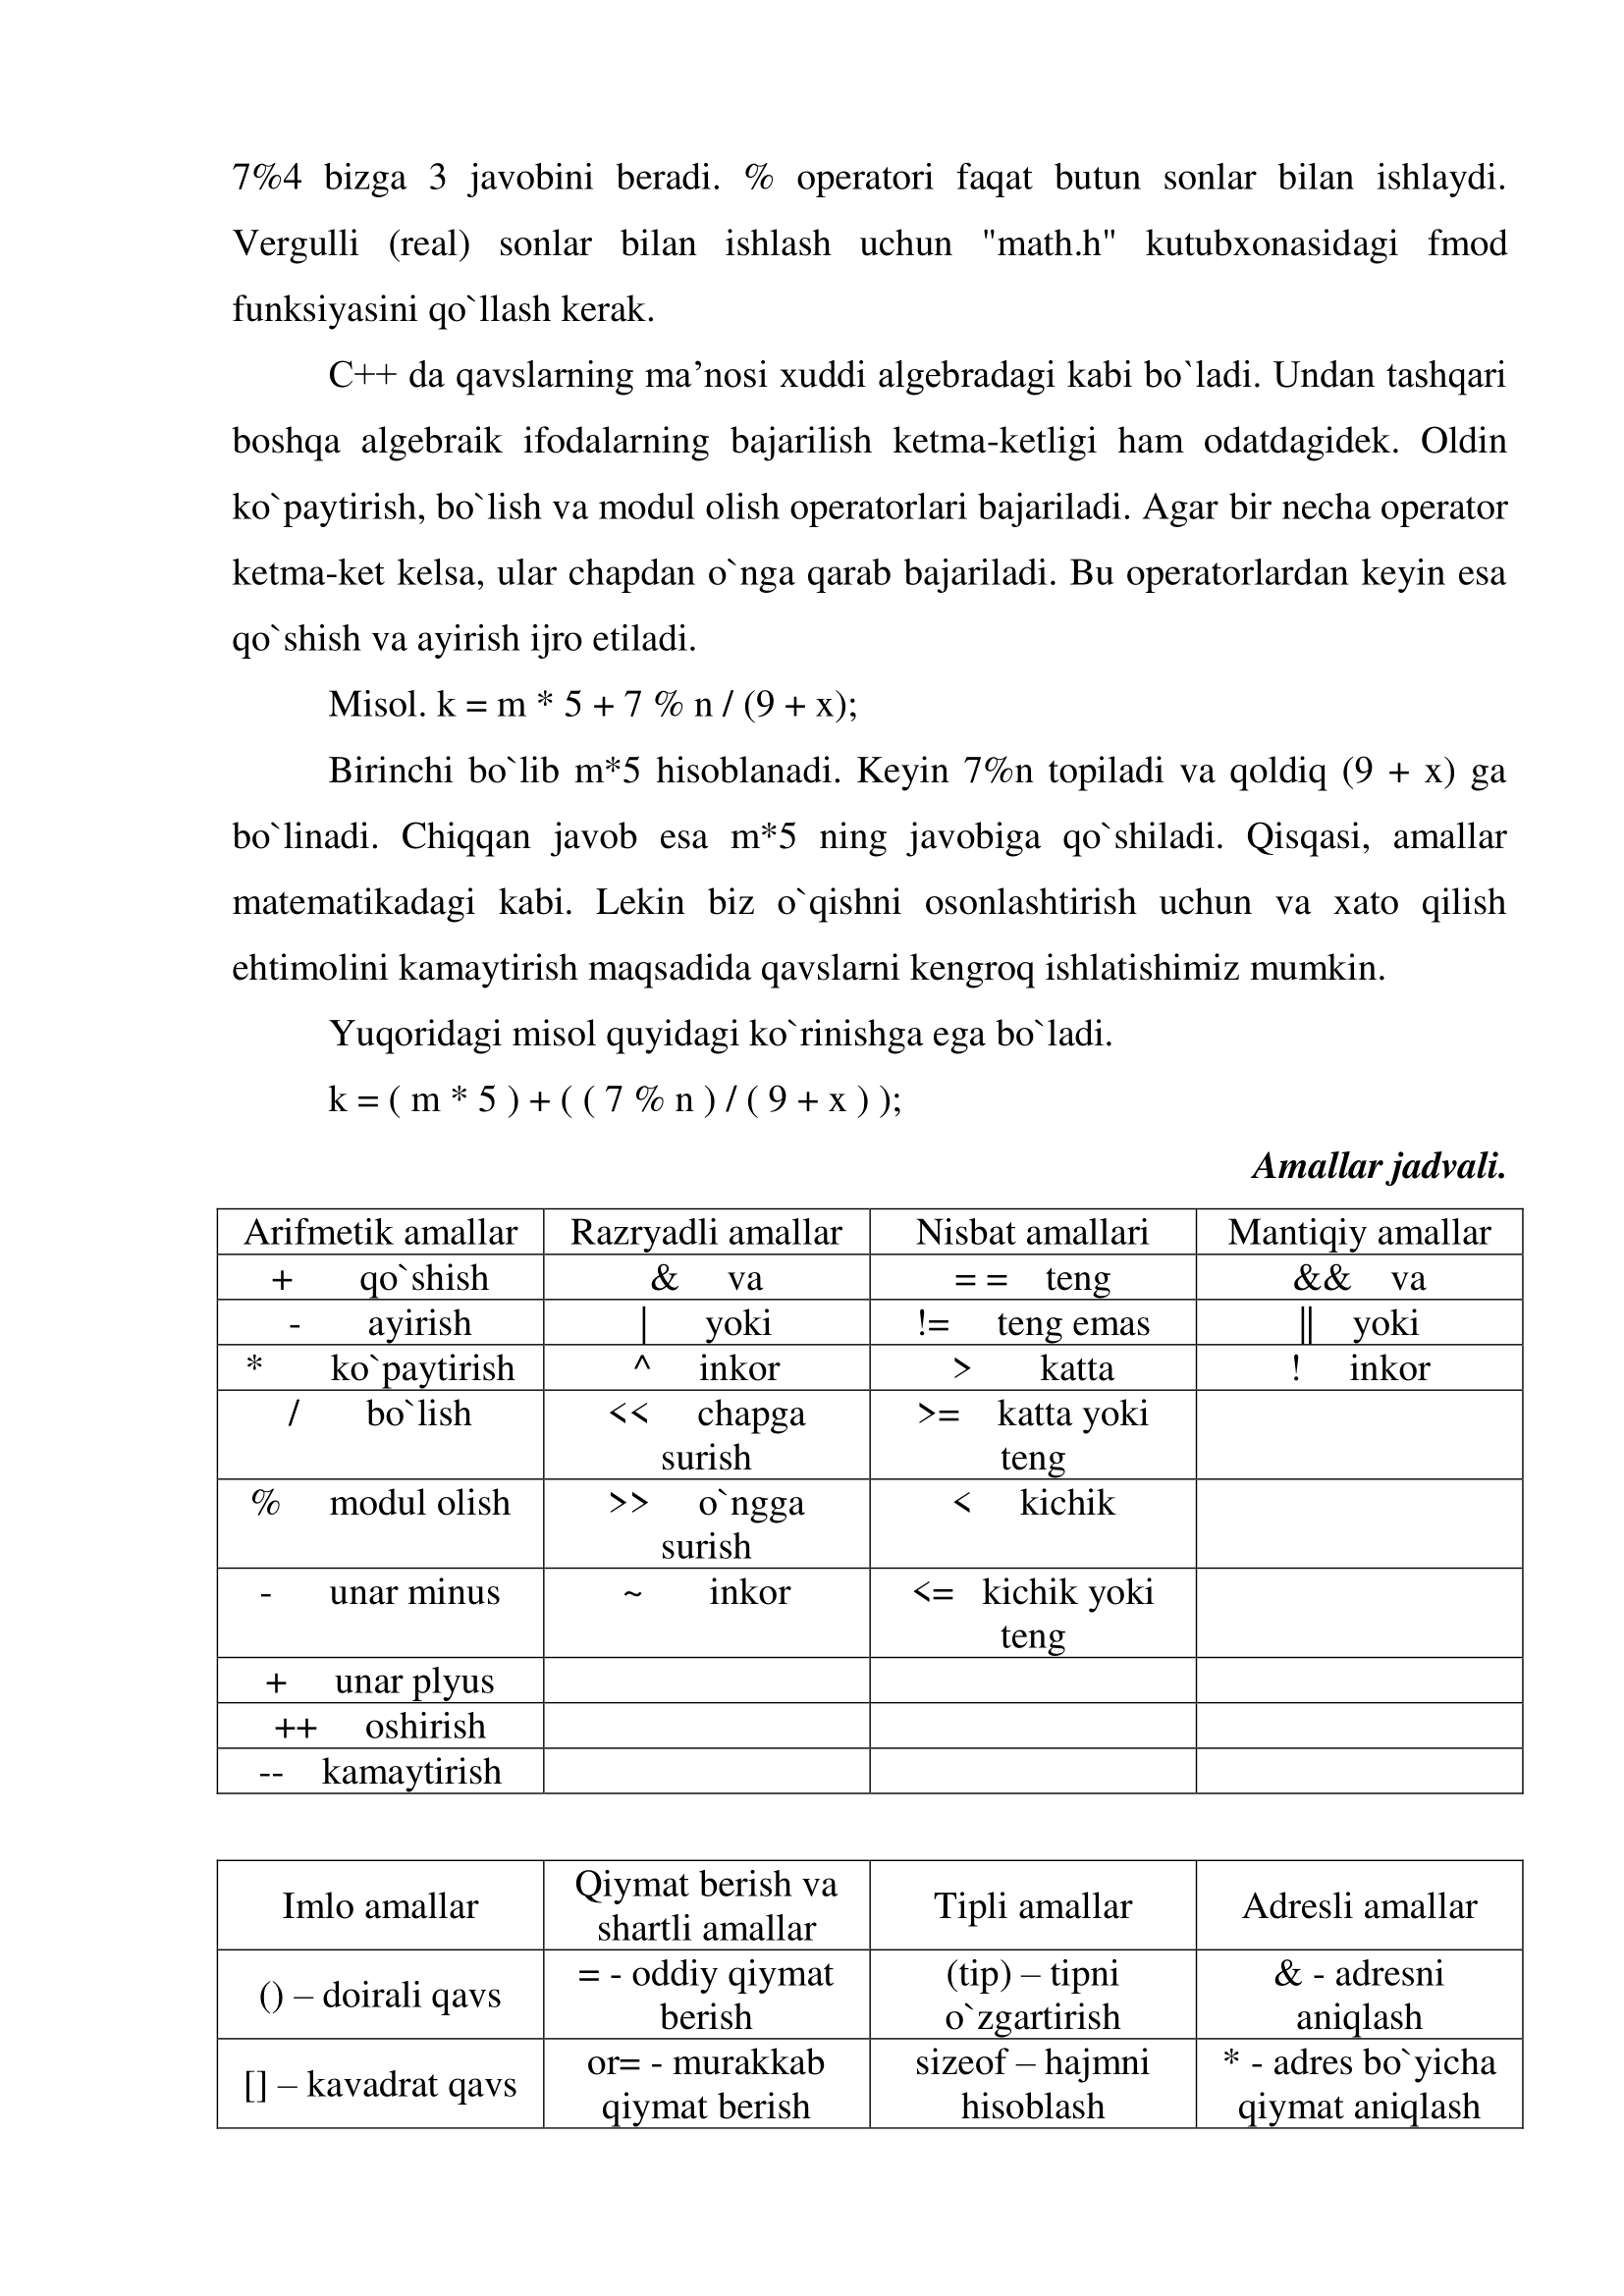 7%4 bizga 3 javobini beradi. % operatori faqat butun sonlar bilan ishlaydi.
Vergulli (real) sonlar bilan ishlash uchun "math.h" kutubxonasidagi fmod
funksiyasini qo`llash kerak.
C++ da qavslarning ma’nosi xuddi algebradagi kabi bo`ladi. Undan tashqari
boshqa algebraik ifodalarning bajarilish ketma-ketligi ham odatdagidek. Oldin
ko`paytirish, bo`lish va modul olish operatorlari bajariladi. Agar bir necha operator
ketma-ket kelsa, ular chapdan o`nga qarab bajariladi. Bu operatorlardan keyin esa
qo`shish va ayirish ijro etiladi.
Misol. k = m * 5 + 7 % n / (9 + x);
Birinchi bo`lib m*5 hisoblanadi. Keyin 7%n topiladi va qoldiq (9 + x) ga
bo`linadi. Chiqqan javob esa m*5 ning javobiga qo`shiladi. Qisqasi, amallar
matematikadagi kabi. Lekin biz o`qishni osonlashtirish uchun va xato qilish
ehtimolini kamaytirish maqsadida qavslarni kengroq ishlatishimiz mumkin.
Yuqoridagi misol quyidagi ko`rinishga ega bo`ladi.
k = ( m * 5 ) + ( ( 7 % n ) / ( 9 + x ) );
Amallar jadvali.
Arifmetik amallar Razryadli amallar Nisbat amallari Mantiqiy amallar
+ qo`shish & va = = teng && va
- ayirish | yoki != teng emas || yoki
* ko`paytirish ^ inkor > katta ! inkor
/ bo`lish << chapga >= katta yoki
surish teng
% modul olish >> o`ngga < kichik
surish
- unar minus ~ inkor <= kichik yoki
teng
+ unar plyus
++ oshirish
-- kamaytirish
Imlo amallar Qiymat berish va shartli amallar Tipli amallar Adresli amallar
() – doirali qavs = - oddiy qiymat berish (tip) – tipni o`zgartirish & - adresni aniqlash
[] – kavadrat qavs or= - murakkab qiymat berish sizeof – hajmni hisoblash * - adres bo`yicha qiymat aniqlash